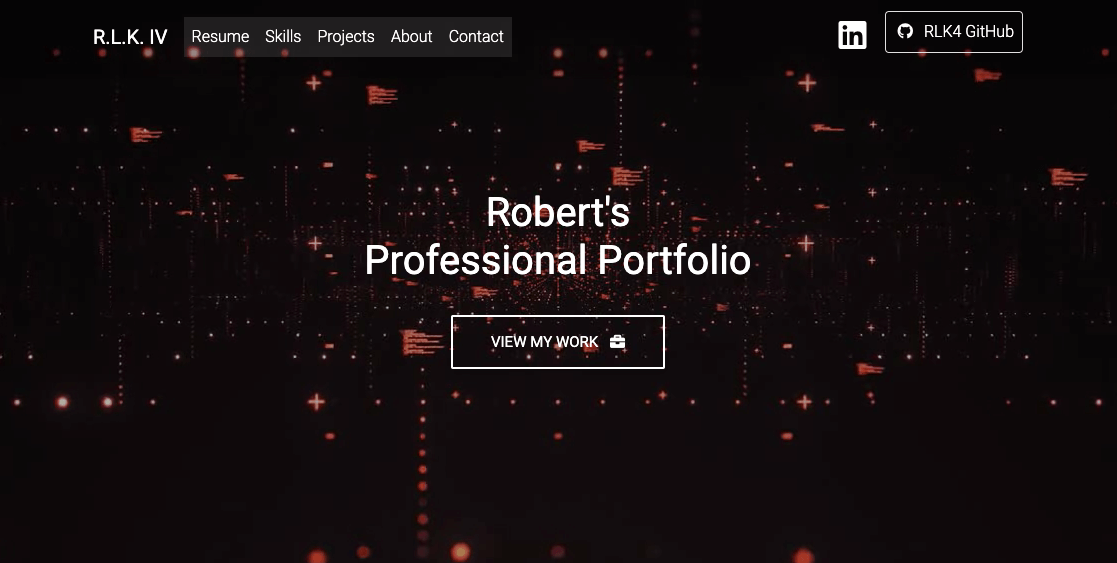 R.L.K. IV
Resume Skills Projects About Contact
in
RLK4 GitHub
Robert's
Professional Portfolio
VIEW MY WORK